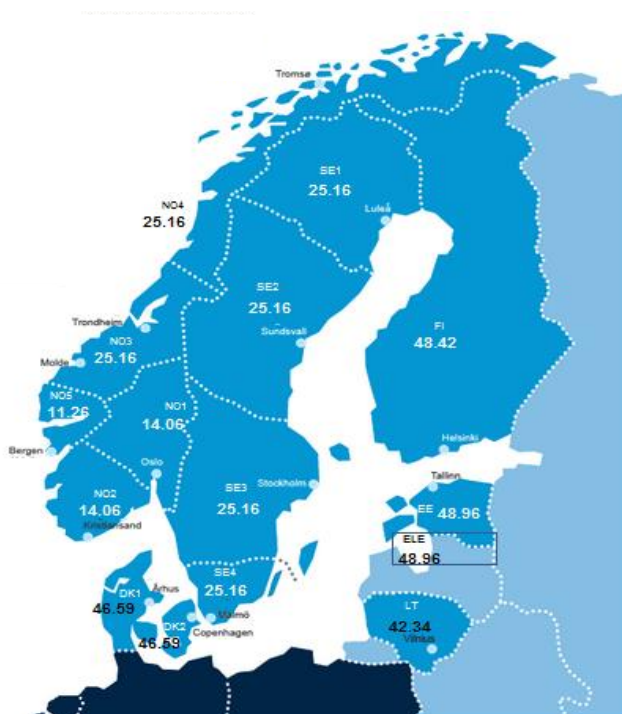 Tromsø
SE1
25.16
NO4
25.16
Luleå
SE2
25.16
Trondheim
Sundsvall
FI
48.42
NO3
25.16
Molde
NO5
11.26
NO1
14.06
Bergen
Helsinki
Oslo
Tallinn
Stockholm
SE3
25.16
NO2
14.06
Kristiansand
EE 48.96
ELE
48.96
SE4
25.16
DK1
46.59
Århus
Malmö
DK2
46.59
Copenhagen
LT
42.34
Vilnius